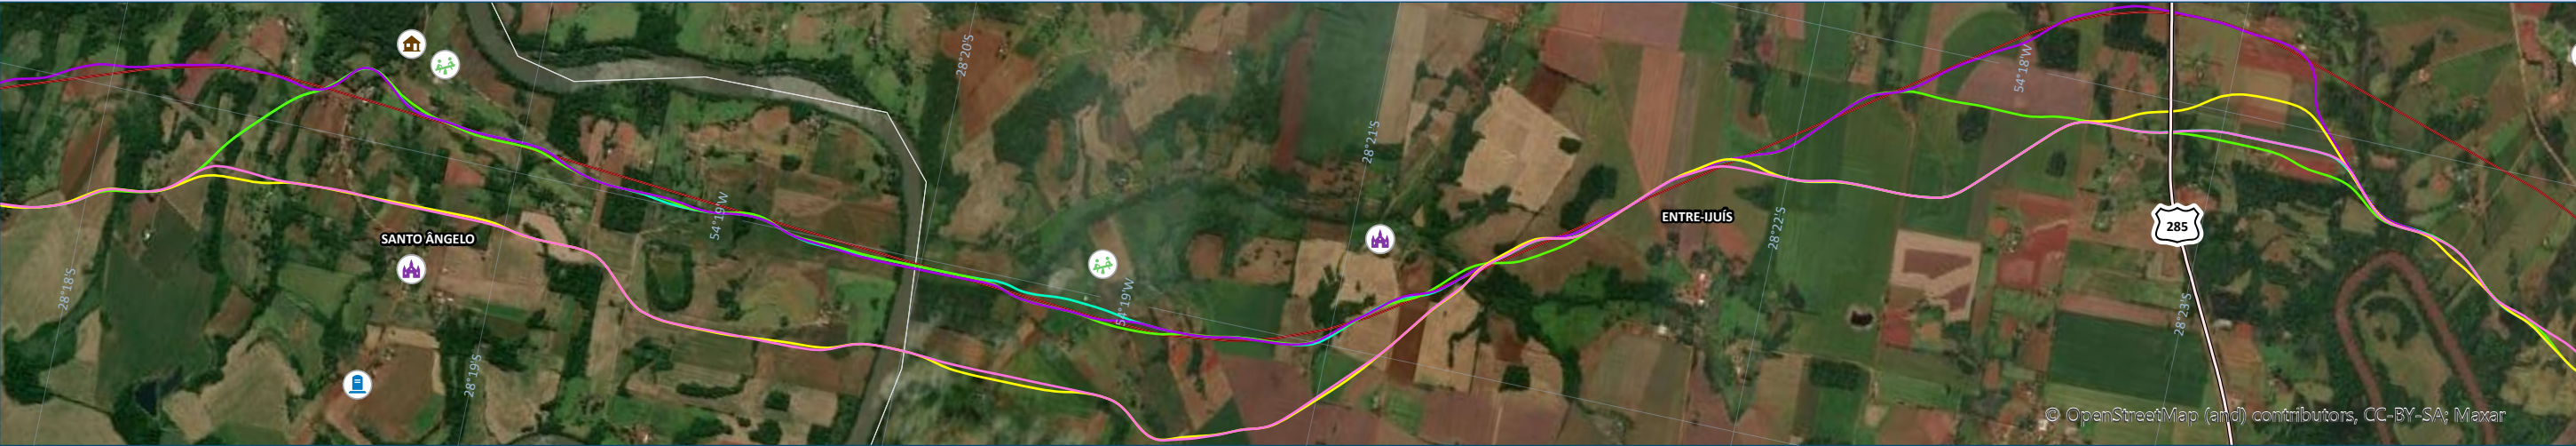 28°20'S
54°18'W
28°21'S
54°19'W
ENTRE-IJUÍS
28°22'S
285
SANTO ÂNGELO
28°18'S
54°19'W
28°23'S
28°19'S
© OpenStreetMap (and) contributors, CC-BY-SA; Maxar